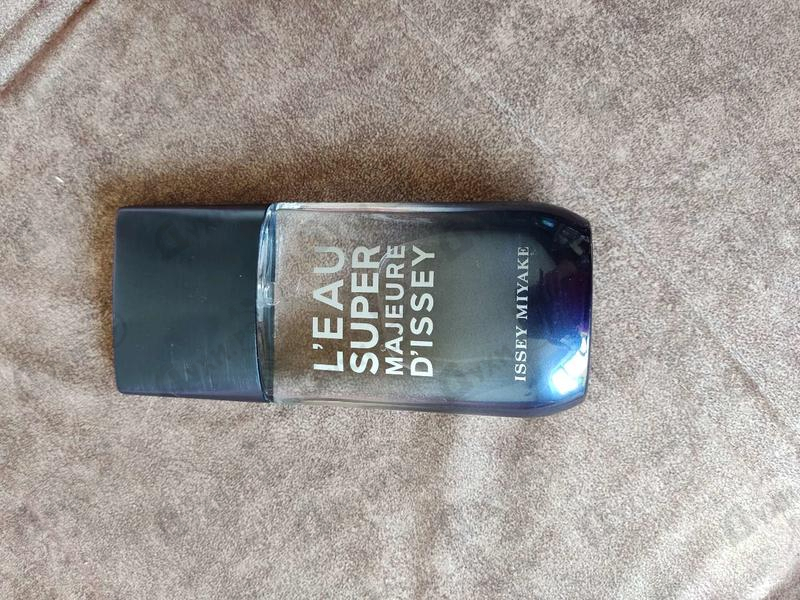 L'EAU
SUPER
MAJEURE
D'ISSEY
ISSEY MIYAKE